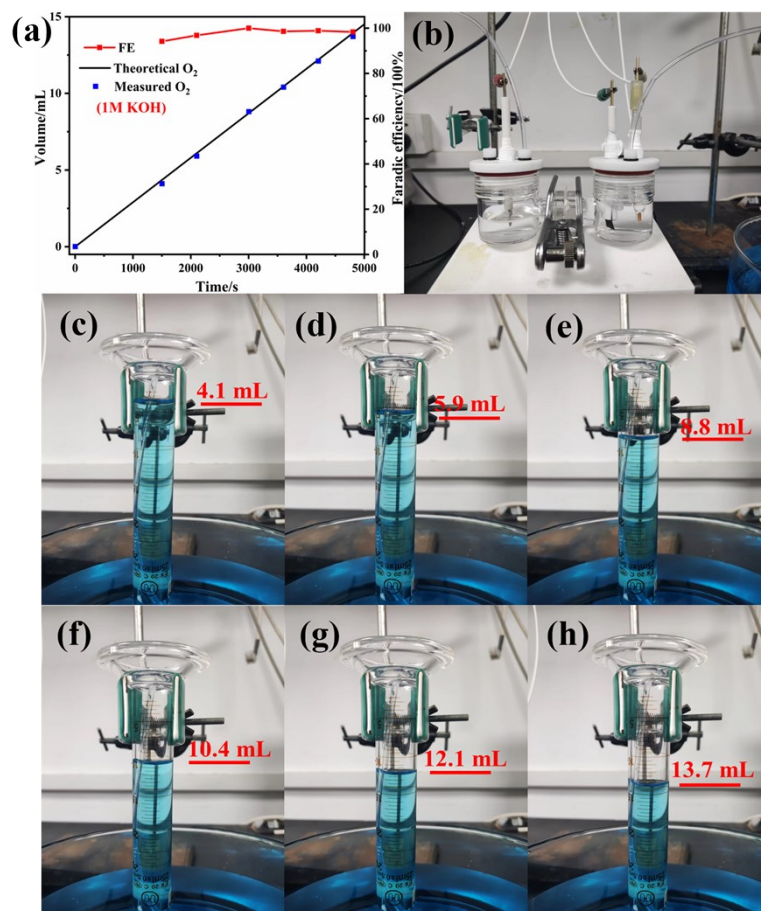 (a)
15
10
5
0
Volume/mL
FE
Theoretical O₂
Measured O₂
(1M KOH)
100
80
60
40
20
0
Faradic efficiency/100%
0 1000 2000 3000 4000 5000
Time/s
(b)
(c)
4.1 mL
(d)
5.9 mL
(e)
8.8 mL
(f)
10.4 mL
(g)
12.1 mL
(h)
13.7 mL